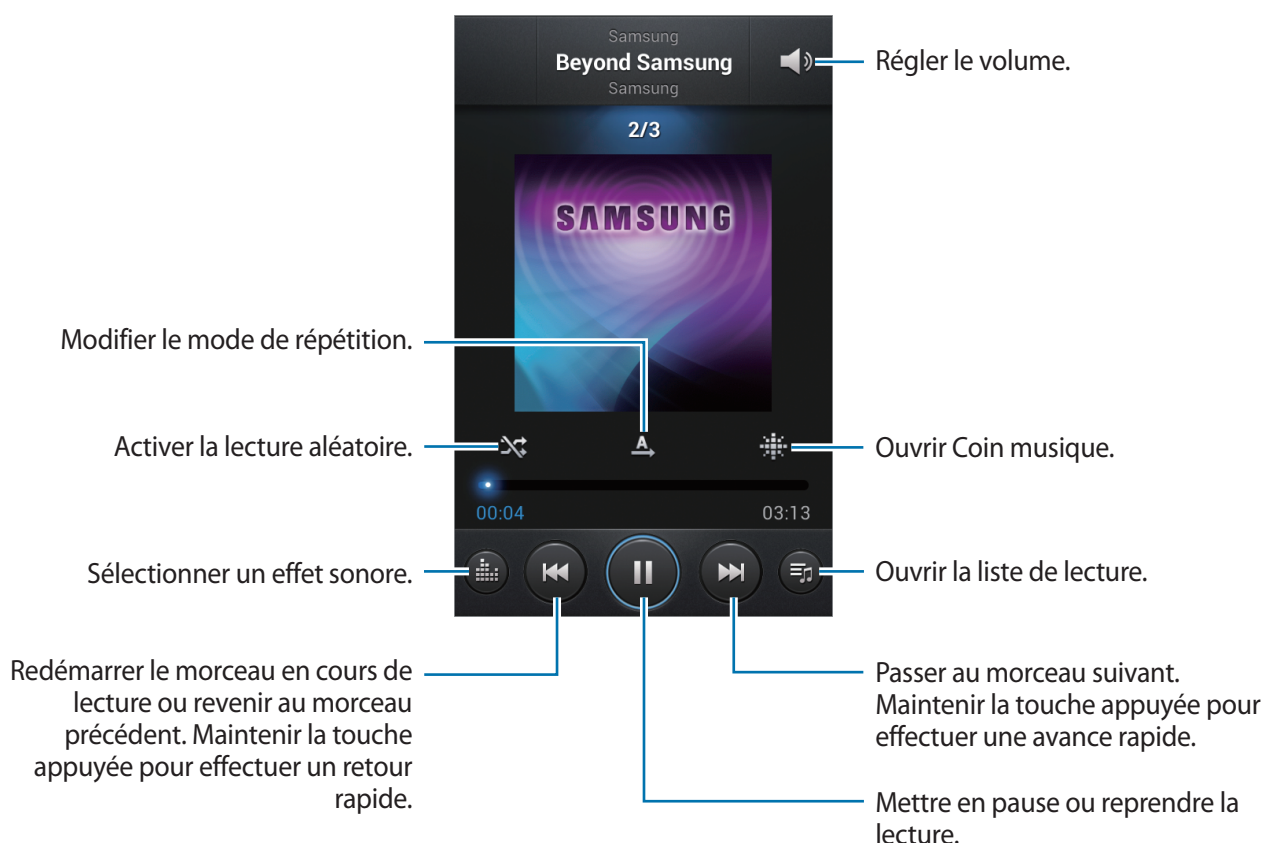 Samsung
Beyond Samsung
Samsung
Régler le volume.
2/3
SAMSUNG
Modifier le mode de répétition.
Activer la lecture aléatoire.
A
Ouvrir Coin musique.
00:04
03:13
Sélectionner un effet sonore.
Ouvrir la liste de lecture.
Redémarrer le morceau en cours de
lecture ou revenir au morceau
précédent. Maintenir la touche
appuyée pour effectuer un retour
rapide.
Passer au morceau suivant.
Maintenir la touche appuyée pour
effectuer une avance rapide.
Mettre en pause ou reprendre la
lecture.